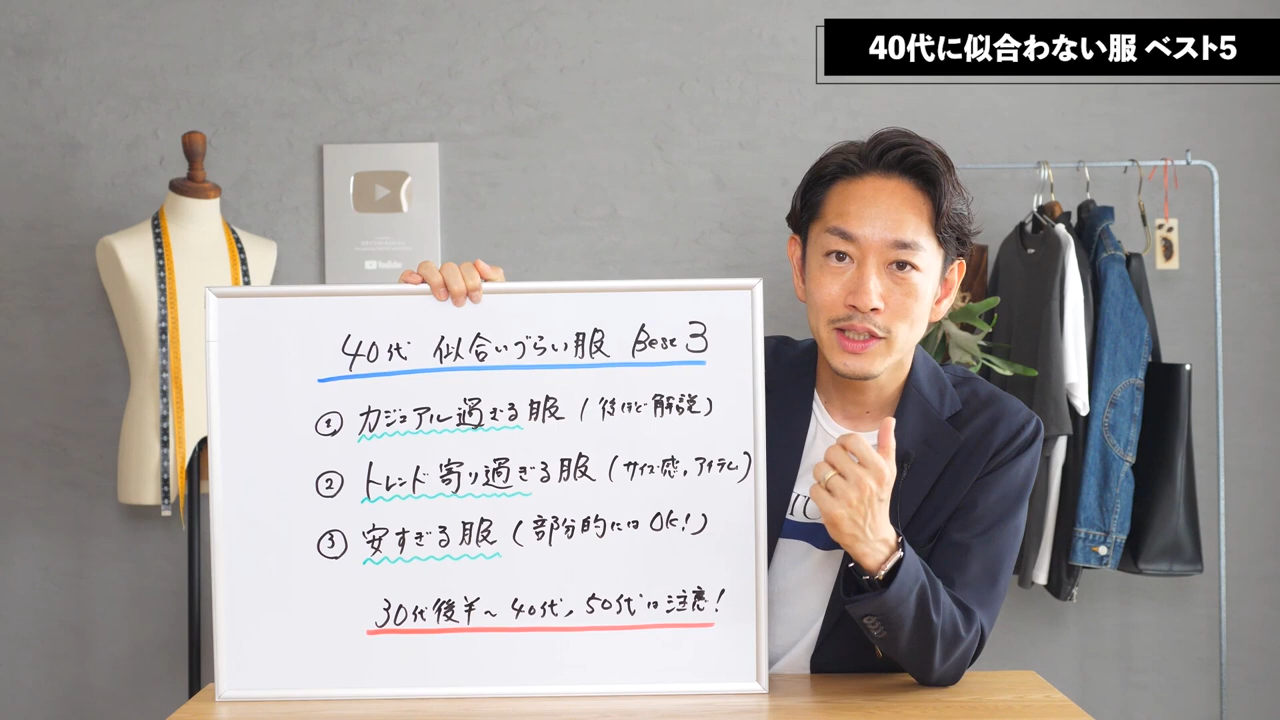 40代に似合わない服 ベスト5
40代 似合いづらい服 Best 3
① カジュアル過ぎる服 (後ほど解説)
② トレンド寄り過ぎる服 (サイズ感、アイテム)
③ 安すぎる服 (部分的にはOK!)
30代後半〜40代、50代は注意!
YouTube